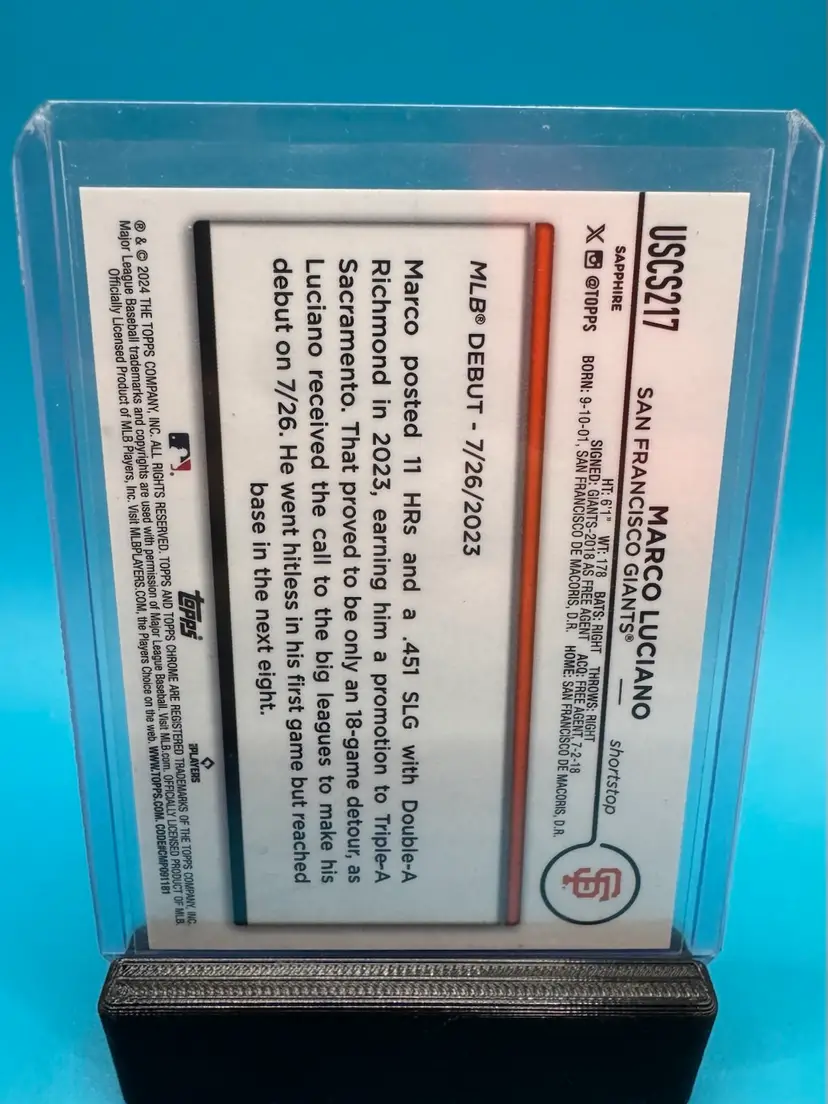 USCS217
MARCO LUCIANO
SAN FRANCISCO GIANTS®
shortstop
SAPPHIRE
@TOPPS
HT: 6'1" WT: 178 BATS: RIGHT THROWS: RIGHT
SIGNED: GIANTS-2018 AS FREE AGENT ACQ: FREE AGENT, 7-2-18
BORN: 9-10-01, SAN FRANCISCO DE MACORIS, D.R. HOME: SAN FRANCISCO DE MACORIS, D.R.
SF
MLB® DEBUT - 7/26/2023
Marco posted 11 HRs and a .451 SLG with Double-A
Richmond in 2023, earning him a promotion to Triple-A
Sacramento. That proved to be only an 18-game detour, as
Luciano received the call to the big leagues to make his
debut on 7/26. He went hitless in his first game but reached
base in the next eight.
topps
PLAYERS
® & © 2024 THE TOPPS COMPANY, INC. ALL RIGHTS RESERVED. TOPPS AND TOPPS CHROME ARE REGISTERED TRADEMARKS OF THE TOPPS COMPANY, INC.
Major League Baseball trademarks and copyrights are used with permission of Major League Baseball. Visit MLB.com. OFFICIALLY LICENSED PRODUCT OF MLB
Officially Licensed Product of MLB Players, Inc. Visit MLBPLAYERS.COM, the Players Choice on the web. WWW.TOPPS.COM. CODE#CMP091181